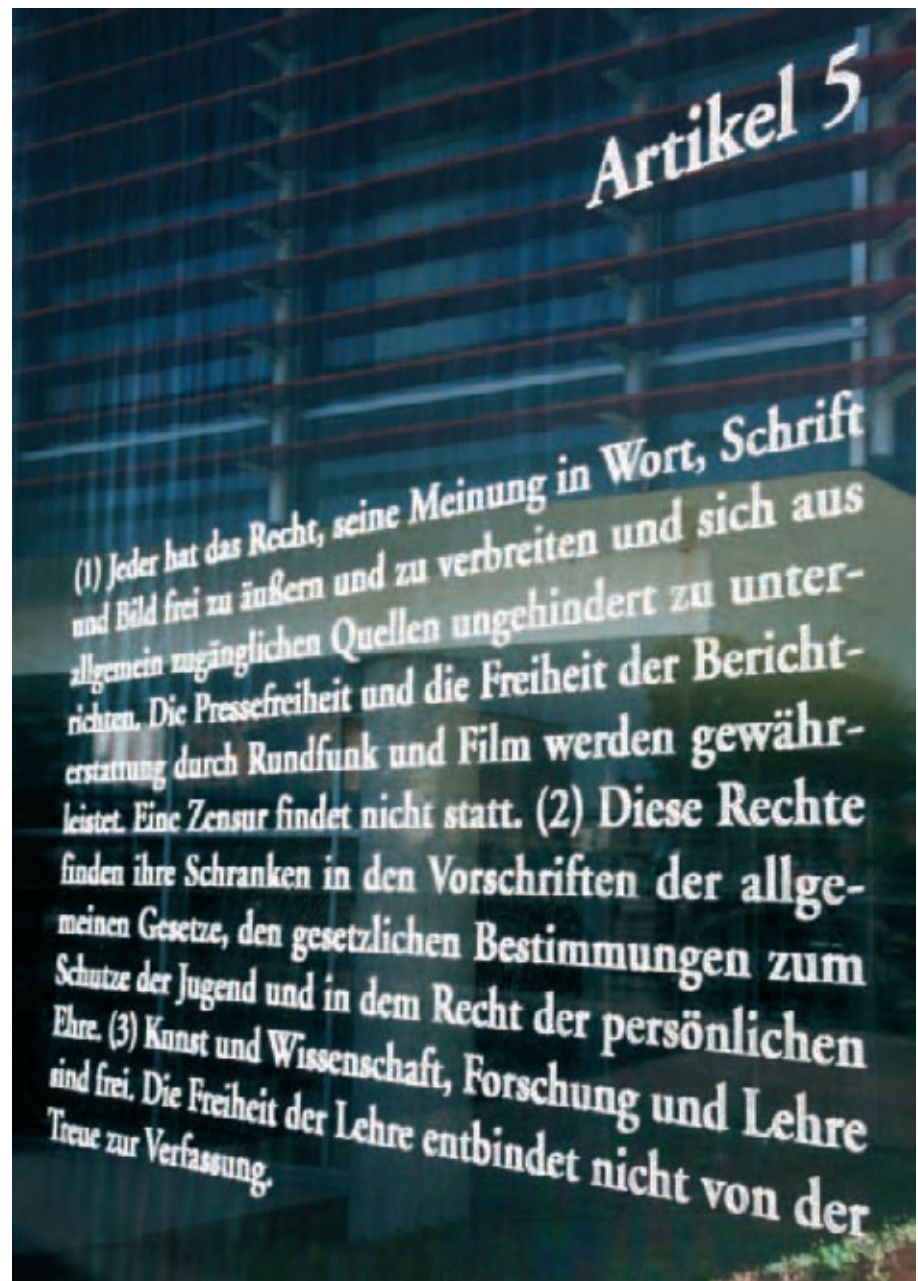 Artikel 5
(1) Jeder hat das Recht, seine Meinung in Wort, Schrift
und Bild frei zu äußern und zu verbreiten und sich aus
allgemein zugänglichen Quellen ungehindert zu unter-
richten. Die Pressefreiheit und die Freiheit der Bericht-
erstattung durch Rundfunk und Film werden gewähr-
leistet. Eine Zensur findet nicht statt. (2) Diese Rechte
finden ihre Schranken in den Vorschriften der allge-
meinen Gesetze, den gesetzlichen Bestimmungen zum
Schutze der Jugend und in dem Recht der persönlichen
Ehre. (3) Kunst und Wissenschaft, Forschung und Lehre
sind frei. Die Freiheit der Lehre entbindet nicht von der
Treue zur Verfassung.